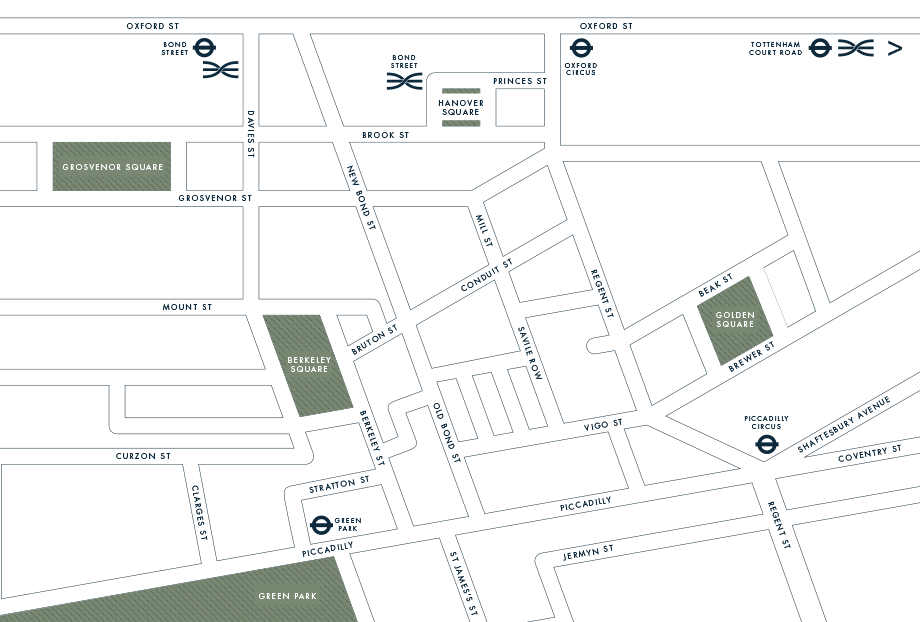 OXFORD ST
OXFORD ST
BOND
STREET
BOND
STREET
OXFORD
CIRCUS
TOTTENHAM
COURT ROAD
PRINCES ST
HANOVER
SQUARE
DAVIES ST
BROOK ST
GROSVENOR SQUARE
GROSVENOR ST
NEW BOND ST
MILL ST
CONDUIT ST
REGENT ST
BEAK ST
MOUNT ST
GOLDEN
SQUARE
BRUTON ST
SAVILE ROW
BREWER ST
BERKELEY
SQUARE
BERKELEY ST
OLD BOND ST
VIGO ST
PICCADILLY
CIRCUS
SHAFTESBURY AVENUE
COVENTRY ST
CURZON ST
CLARGES ST
STRATTON ST
PICCADILLY
GREEN
PARK
REGENT ST
PICCADILLY
JERMYN ST
ST JAMES'S ST
GREEN PARK